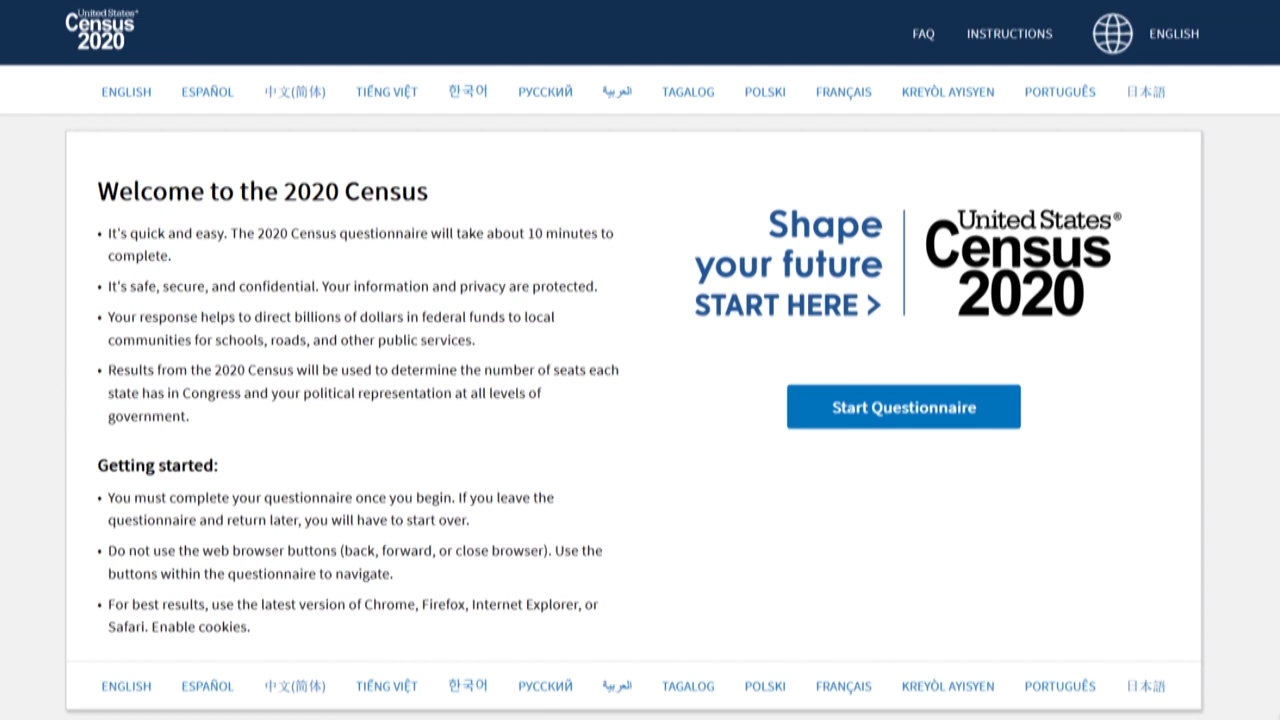 United States®
Census
2020
FAQ INSTRUCTIONS ENGLISH
ENGLISH ESPAÑOL 中文(简体) TIẾNG VIỆT 한국어 РУССКИЙ العربية TAGALOG POLSKI FRANÇAIS KREYÒL AYISYEN PORTUGUÊS 日本語
Welcome to the 2020 Census
• It's quick and easy. The 2020 Census questionnaire will take about 10 minutes to
complete.
• It's safe, secure, and confidential. Your information and privacy are protected.
• Your response helps to direct billions of dollars in federal funds to local
communities for schools, roads, and other public services.
• Results from the 2020 Census will be used to determine the number of seats each
state has in Congress and your political representation at all levels of
government.
Getting started:
• You must complete your questionnaire once you begin. If you leave the
questionnaire and return later, you will have to start over.
• Do not use the web browser buttons (back, forward, or close browser). Use the
buttons within the questionnaire to navigate.
• For best results, use the latest version of Chrome, Firefox, Internet Explorer, or
Safari. Enable cookies.
Shape
your future
START HERE >
United States®
Census
2020
Start Questionnaire
ENGLISH ESPAÑOL 中文(简体) TIẾNG VIỆT 한국어 РУССКИЙ العربية TAGALOG POLSKI FRANÇAIS KREYÒL AYISYEN PORTUGUÊS 日本語